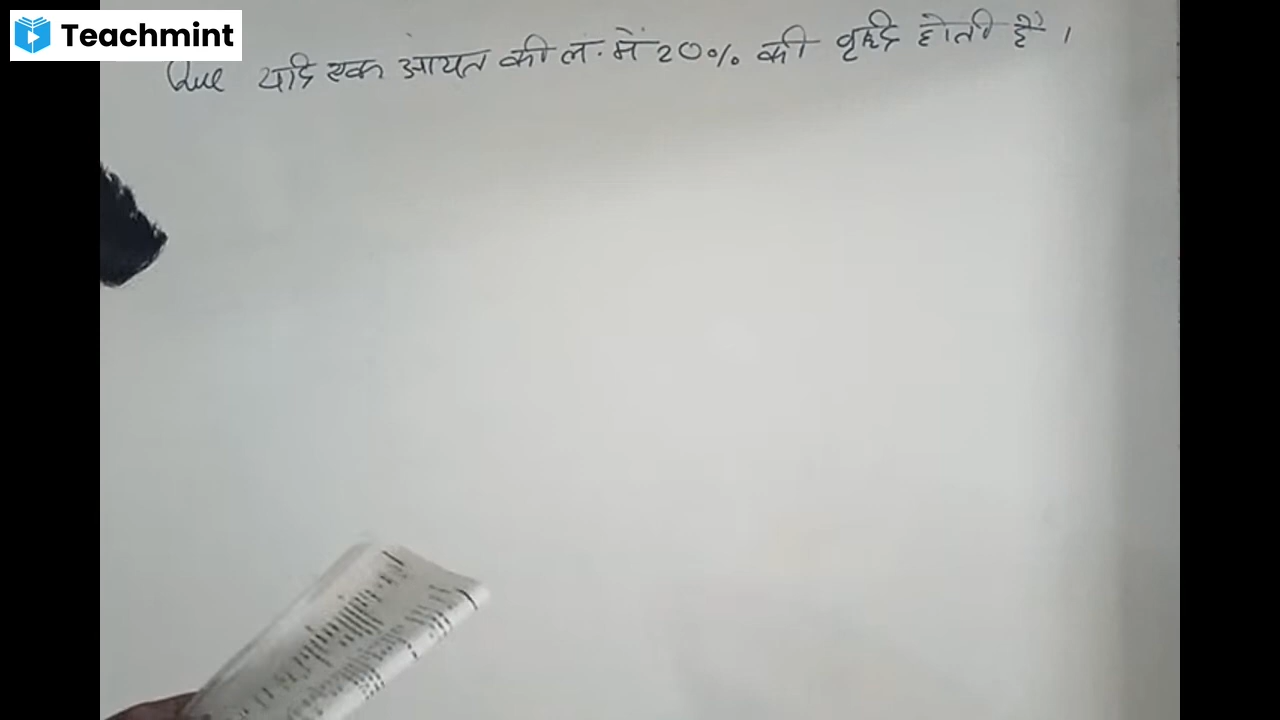 Teachmint
Que यदि एक आयत की लं. में 20% की वृद्धि होती है ।